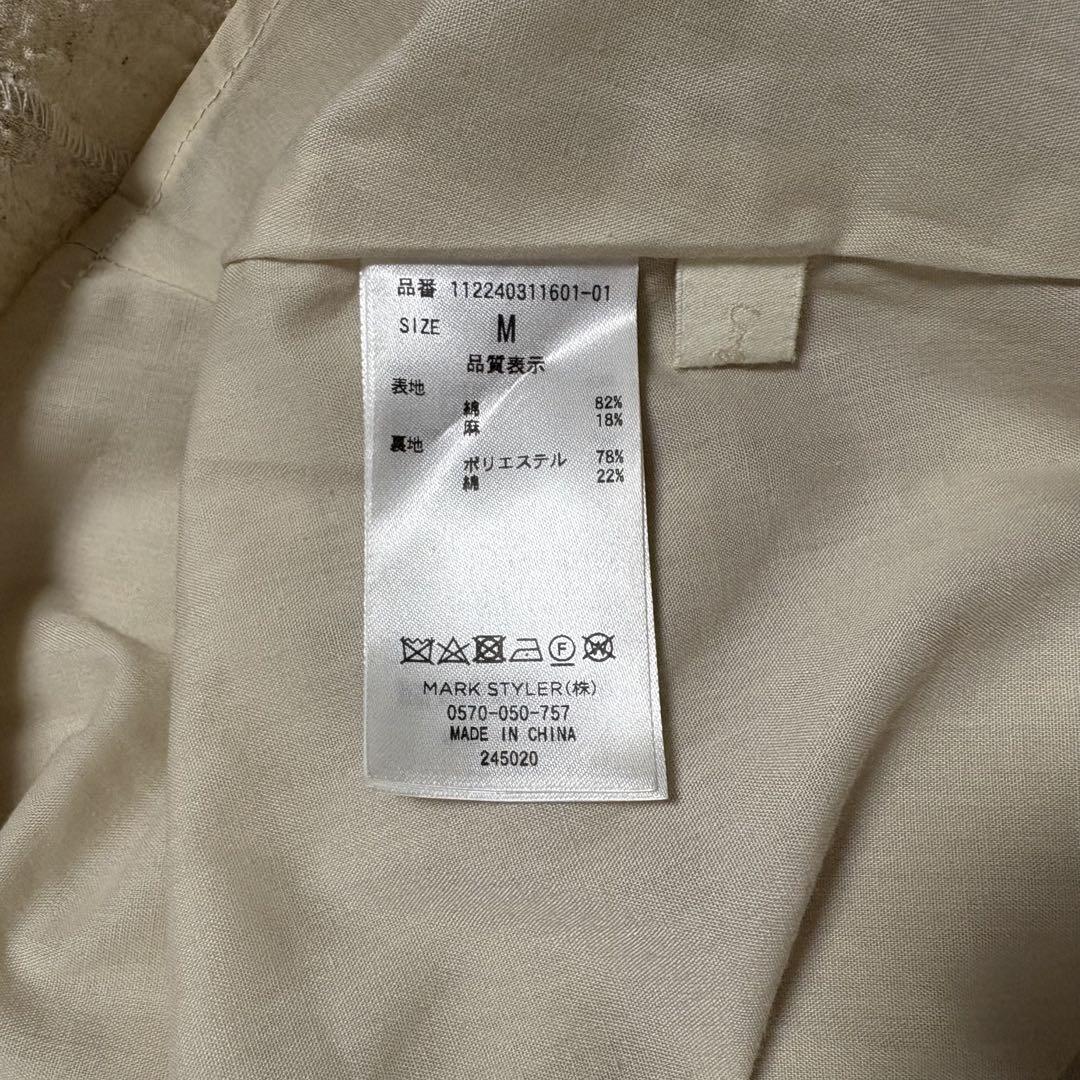 品番 112240311601-01
SIZE M
品質表示
表地
綿 82%
麻 18%
裏地
ポリエステル 78%
綿 22%
F W
MARK STYLER(株)
0570-050-757
MADE IN CHINA
245020